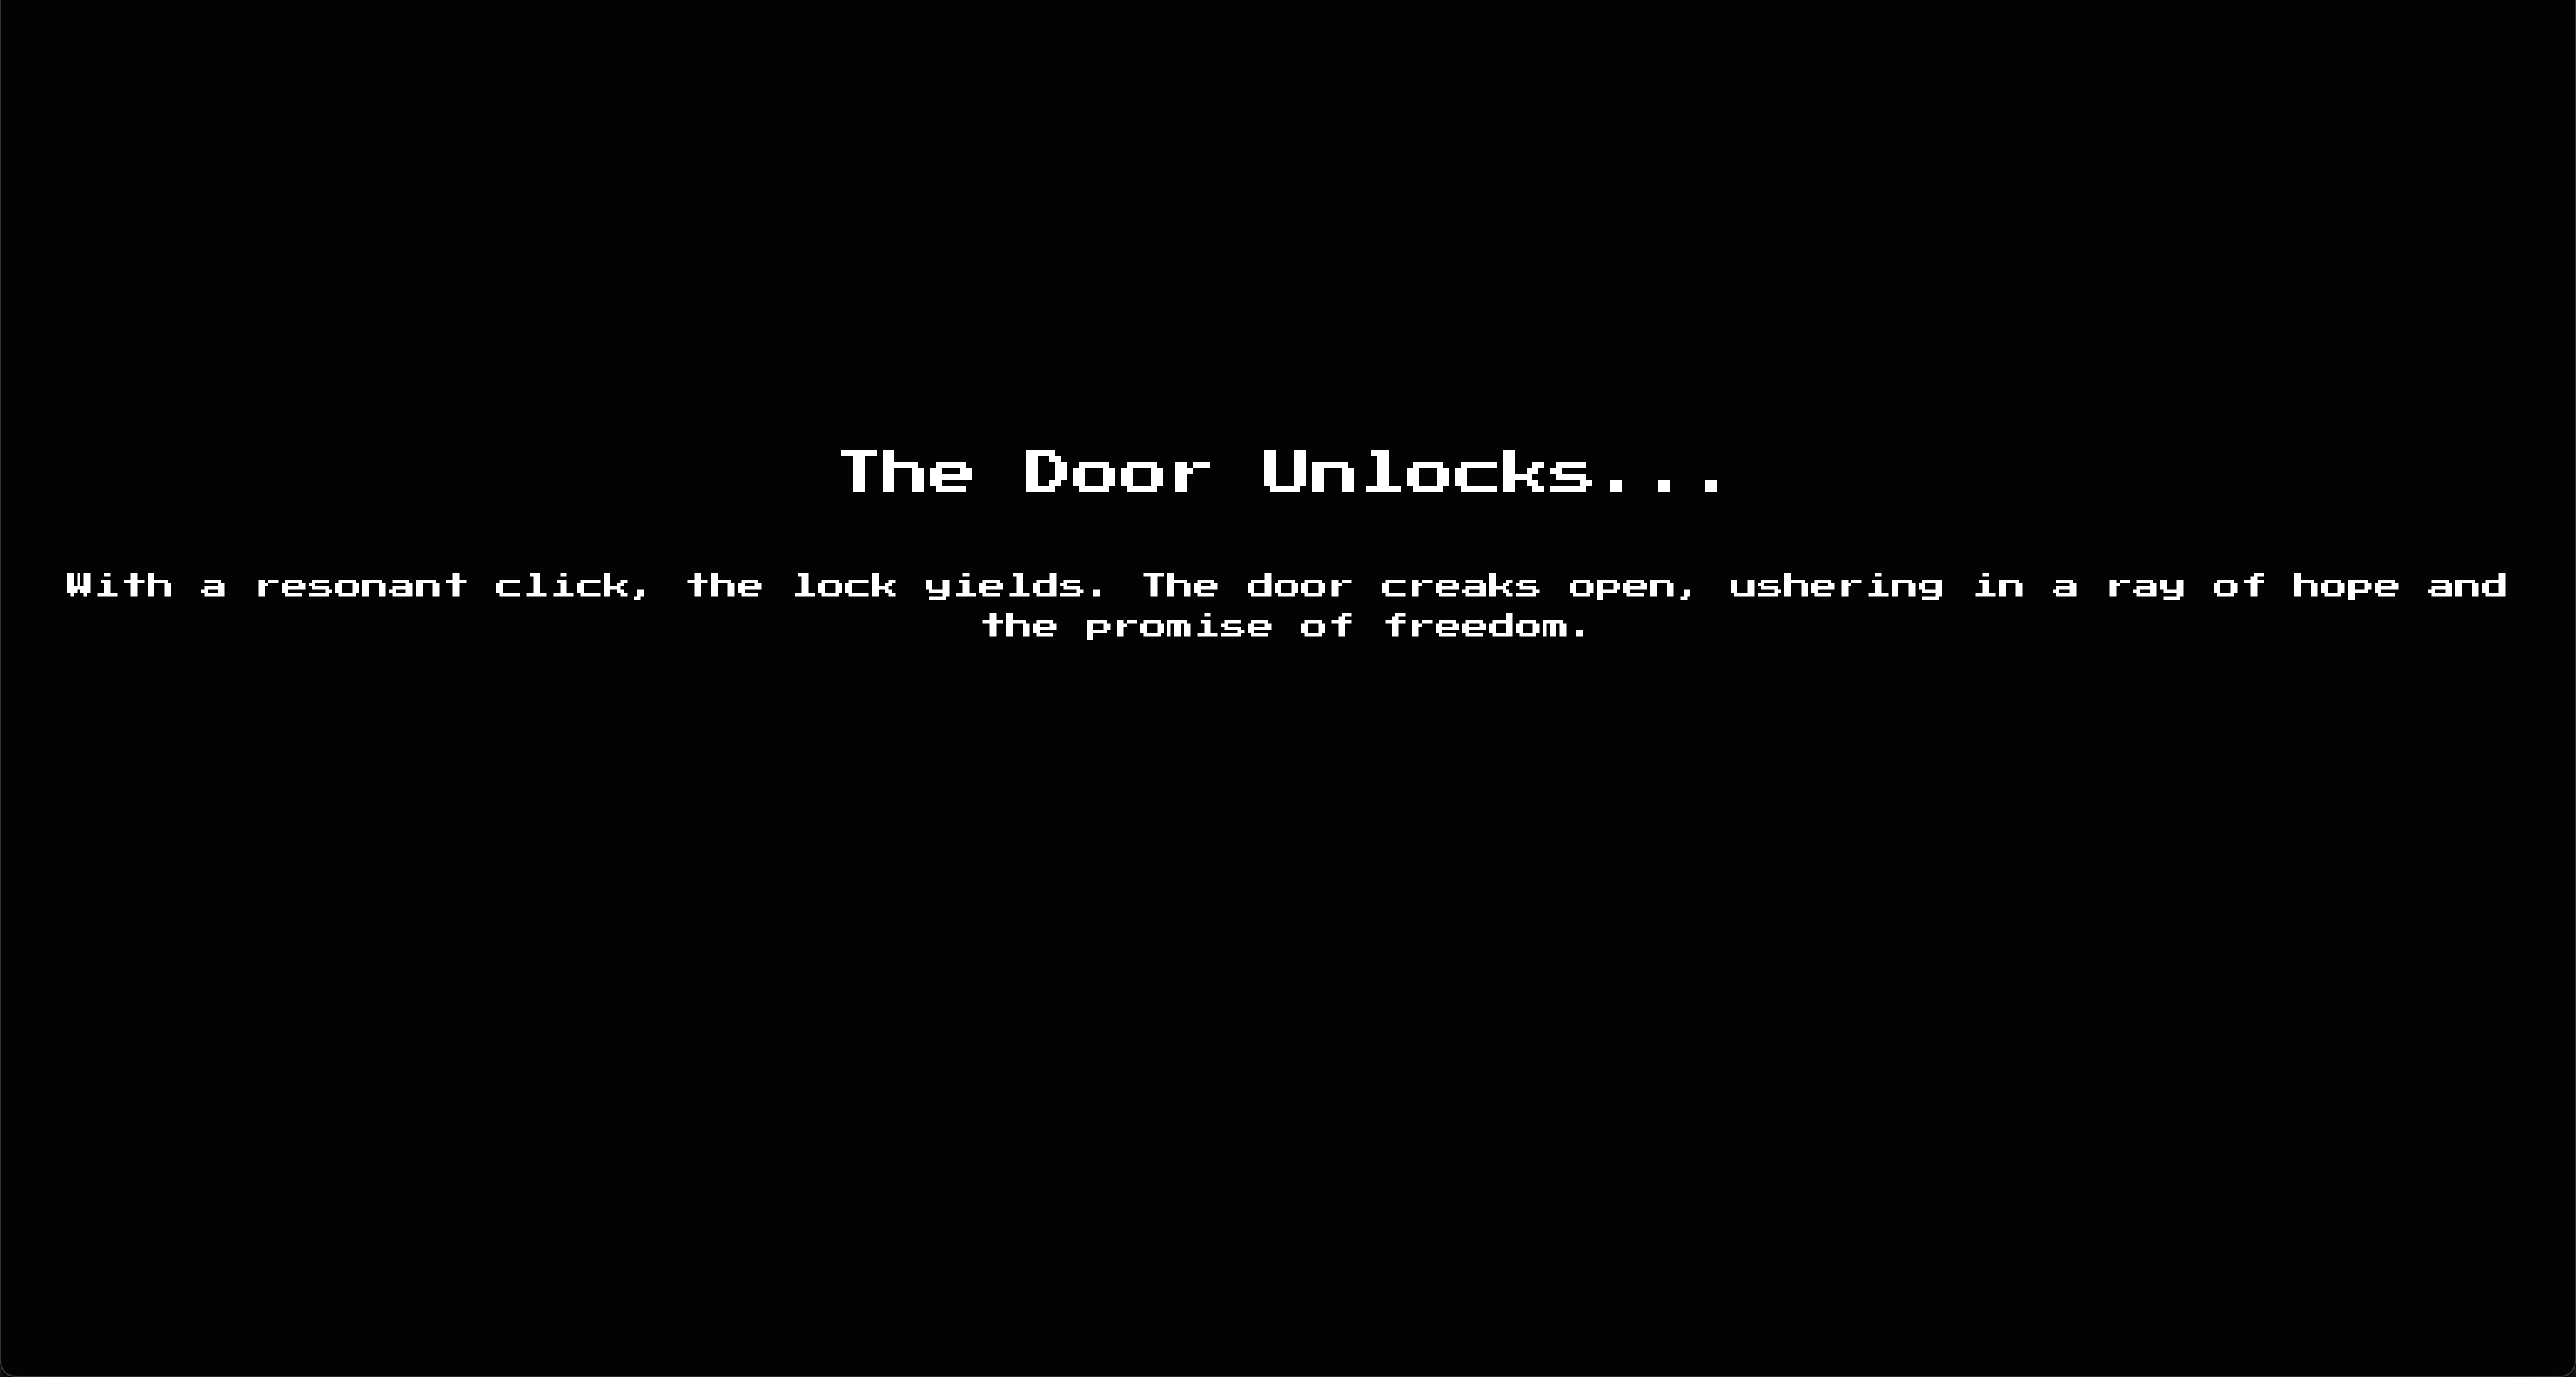 The Door Unlocks...
With a resonant click, the lock yields. The door creaks open, ushering in a ray of hope and
the promise of freedom.